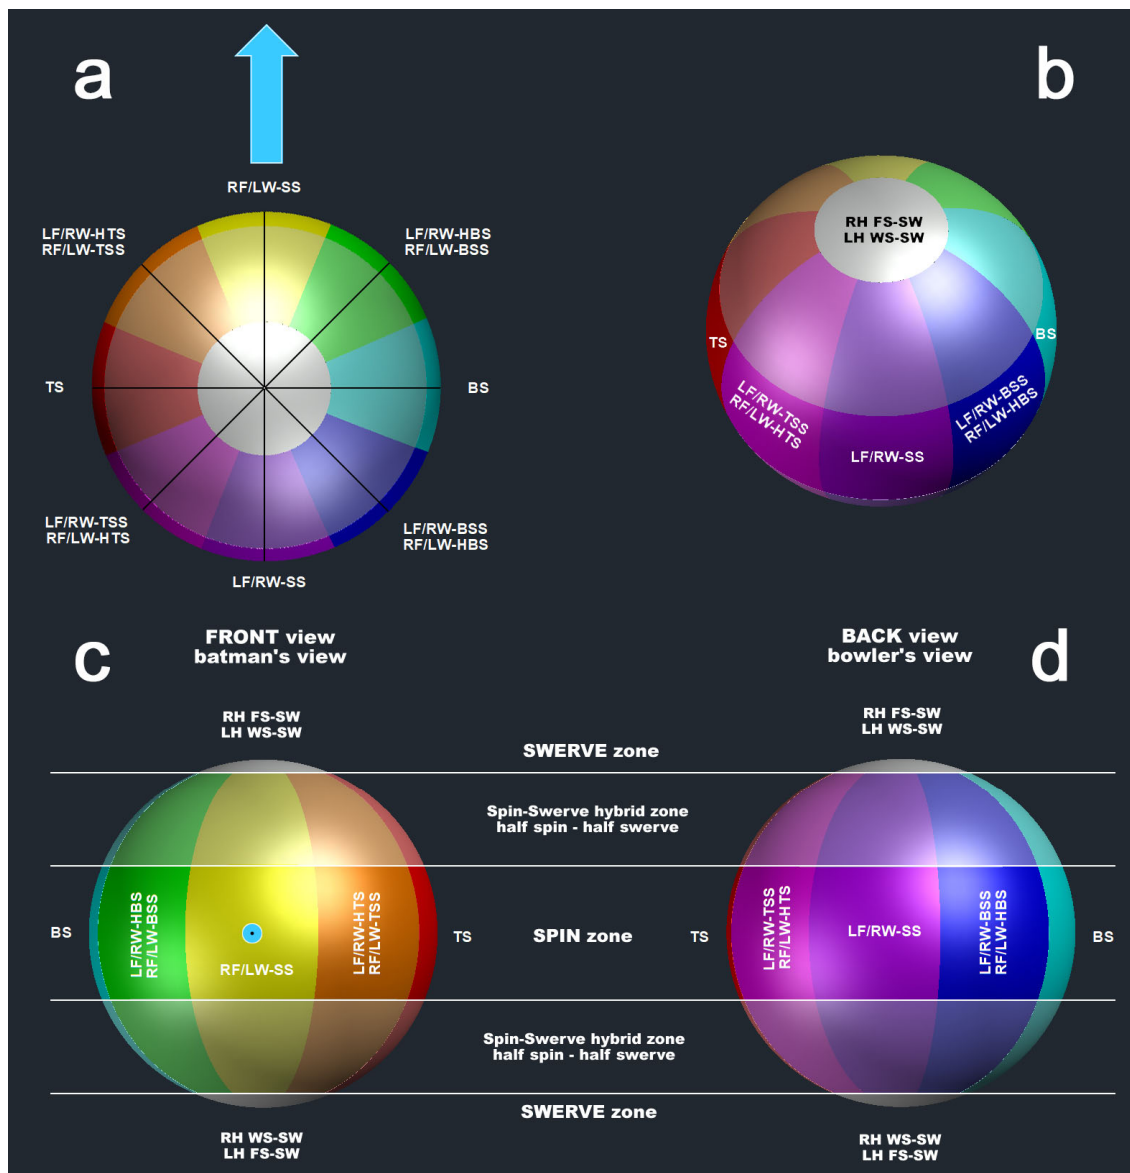 a
b
RF/LW-SS
LF/RW-HTS
RF/LW-TSS
LF/RW-HBS
RF/LW-BSS
TS
BS
LF/RW-TSS
RF/LW-HTS
LF/RW-BSS
RF/LW-HBS
LF/RW-SS
RH FS-SW
LH WS-SW
TS
BS
LF/RW-TSS
RF/LW-HTS
LF/RW-SS
LF/RW-BSS
RF/LW-HBS
c
FRONT view
batman's view
BACK view
bowler's view
d
RH FS-SW
LH WS-SW
RH FS-SW
LH WS-SW
SWERVE zone
Spin-Swerve hybrid zone
half spin - half swerve
BS
LF/RW-HBS
RF/LW-BSS
RF/LW-SS
LF/RW-HTS
RF/LW-TSS
TS
SPIN zone
TS
LF/RW-TSS
RF/LW-HTS
LF/RW-SS
LF/RW-BSS
RF/LW-HBS
BS
Spin-Swerve hybrid zone
half spin - half swerve
SWERVE zone
RH WS-SW
LH FS-SW
RH WS-SW
LH FS-SW